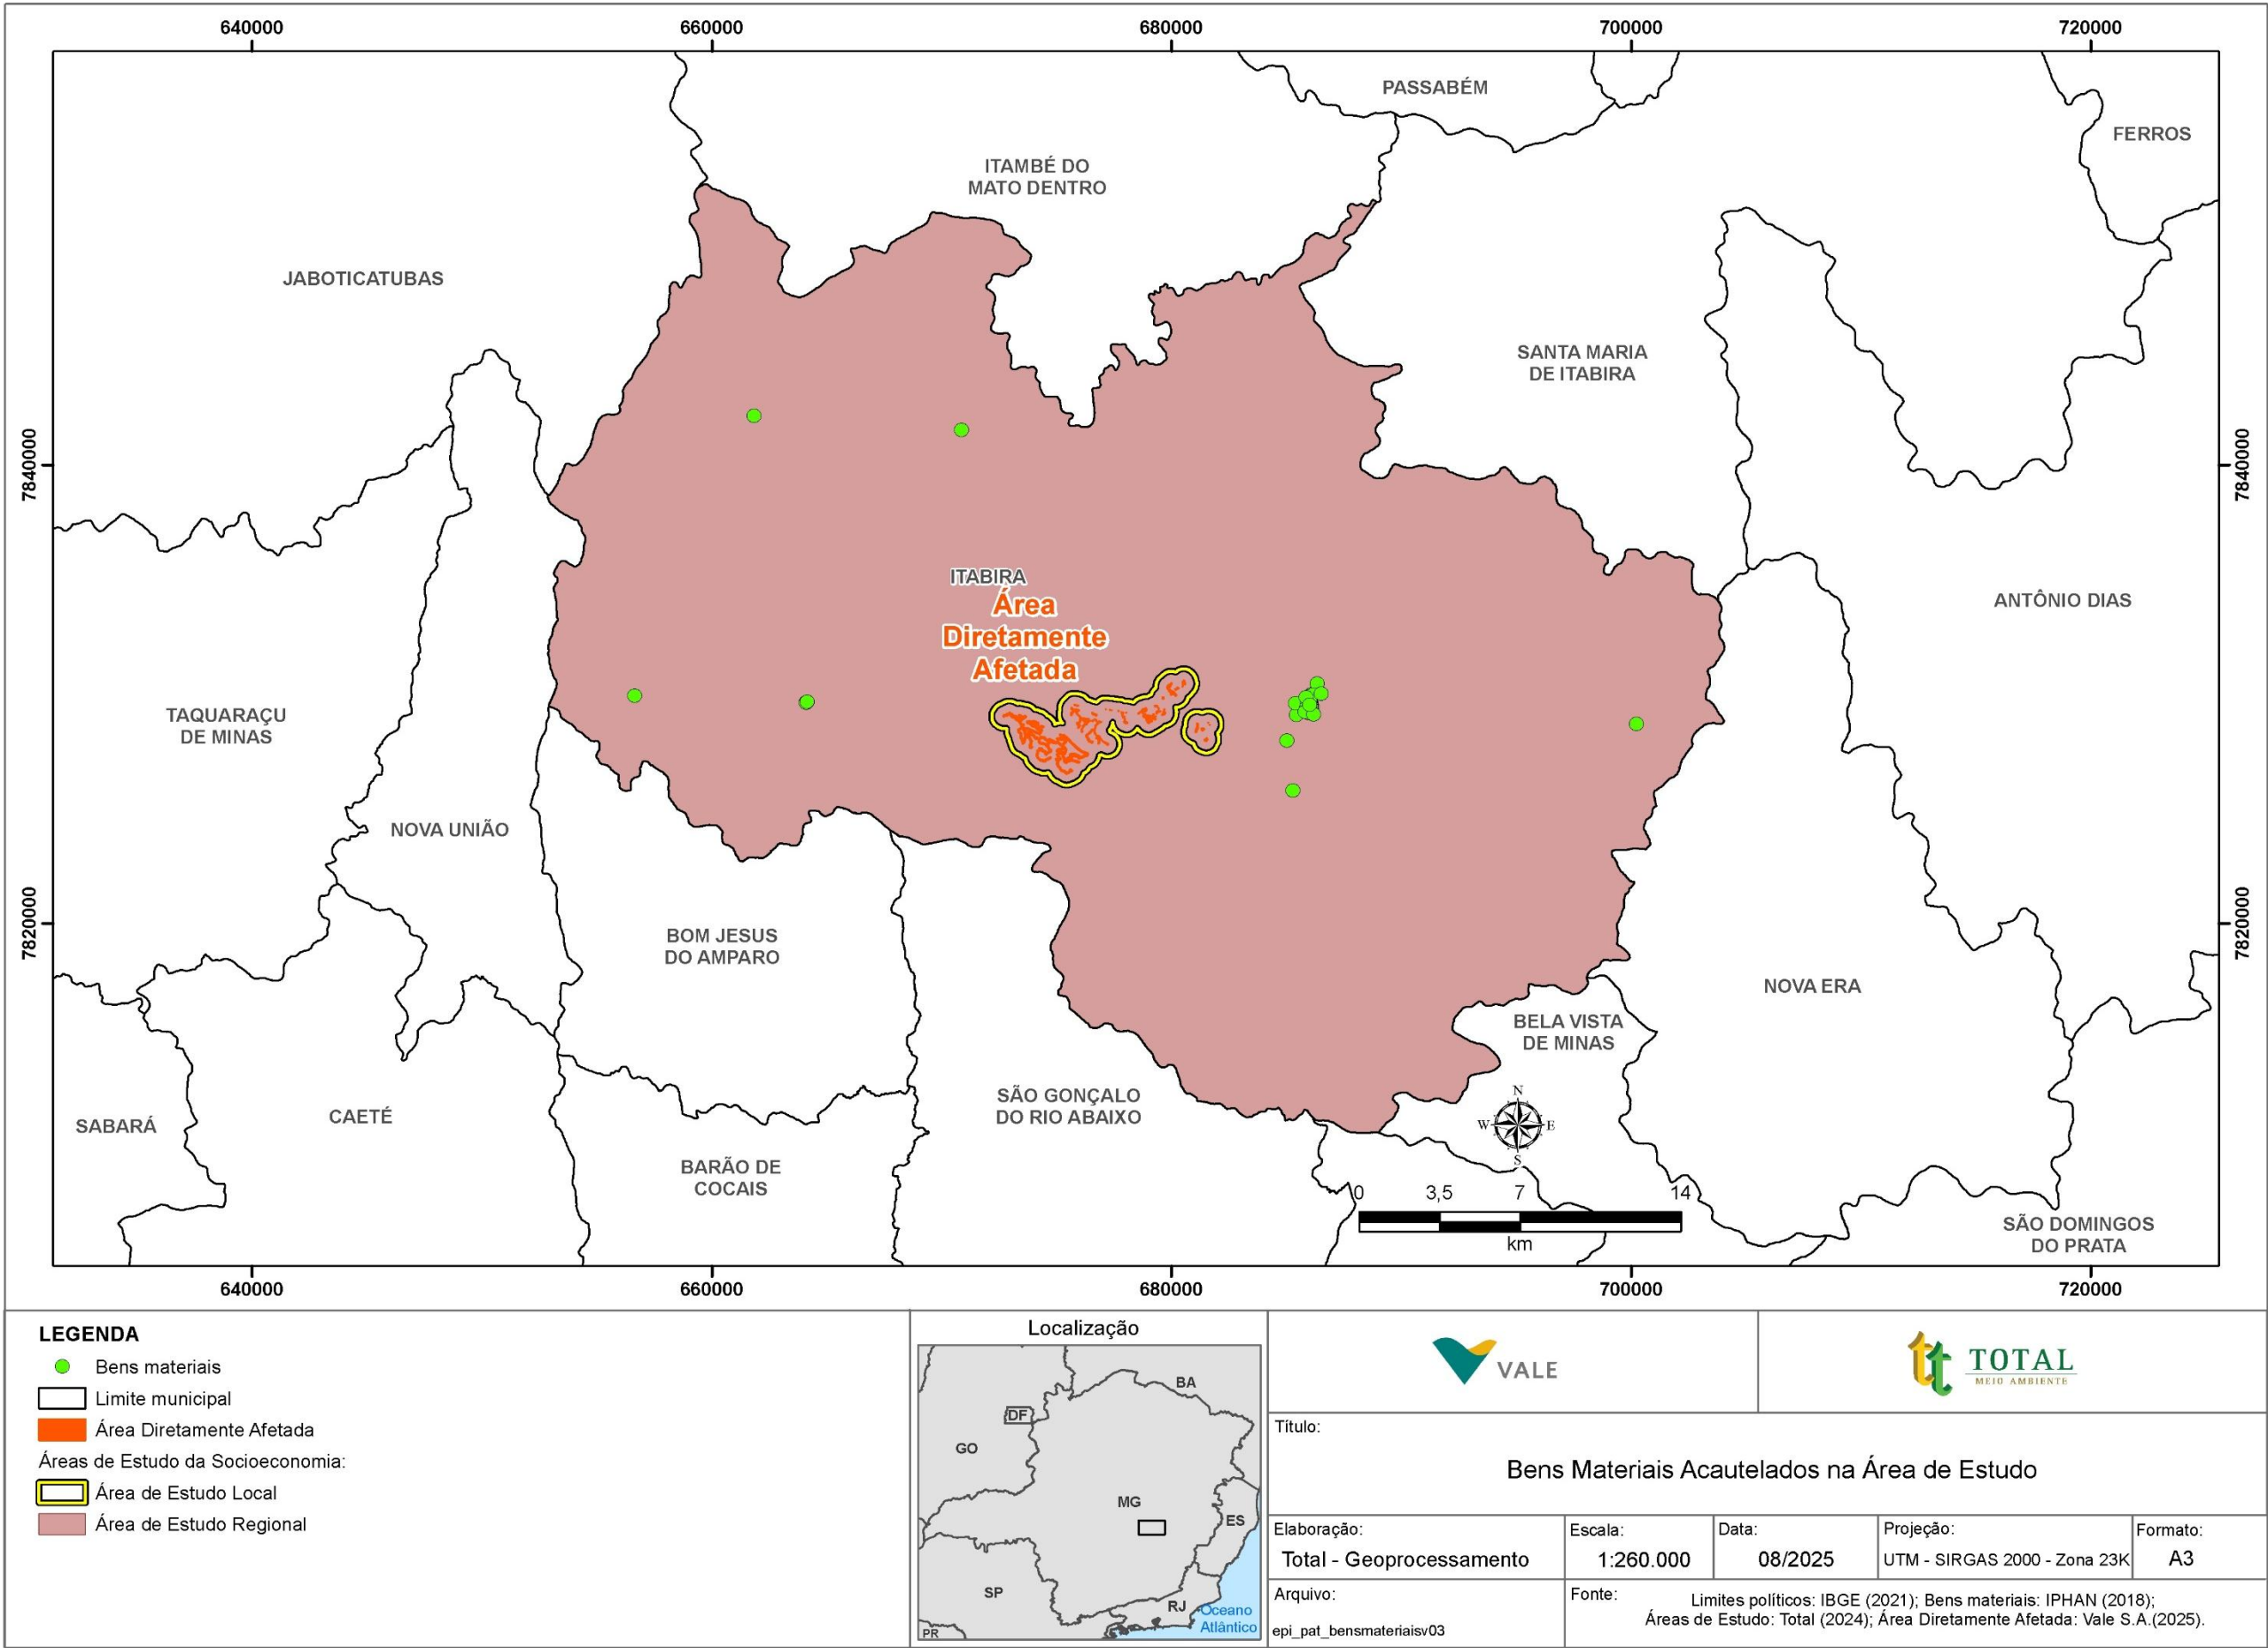 640000
660000
680000
700000
720000
PASSABÉM
FERROS
ITAMBÉ DO
MATO DENTRO
JABOTICATUBAS
SANTA MARIA
DE ITABIRA
7840000
7840000
ITABIRA
Área
Diretamente
Afetada
ANTÔNIO DIAS
TAQUARAÇU
DE MINAS
NOVA UNIÃO
7820000
7820000
BOM JESUS
DO AMPARO
NOVA ERA
BELA VISTA
DE MINAS
SABARÁ
CAETÉ
SÃO GONÇALO
DO RIO ABAIXO
BARÃO DE
COCAIS
N
W
E
S
0
3,5
7
14
km
SÃO DOMINGOS
DO PRATA
640000
660000
680000
700000
720000
LEGENDA
Bens materiais
Limite municipal
Área Diretamente Afetada
Áreas de Estudo da Socioeconomia:
Área de Estudo Local
Área de Estudo Regional
Localização
BA
DF
GO
MG
ES
SP
RJ
PR
Oceano
Atlântico
VALE
tt TOTAL
MEIO AMBIENTE
Título:
Bens Materiais Acautelados na Área de Estudo
Elaboração:
Total - Geoprocessamento
Escala:
1:260.000
Data:
08/2025
Projeção:
UTM - SIRGAS 2000 - Zona 23K
Formato:
A3
Arquivo:
epi_pat_bensmateriaisv03
Fonte:
Limites políticos: IBGE (2021); Bens materiais: IPHAN (2018);
Áreas de Estudo: Total (2024); Área Diretamente Afetada: Vale S.A.(2025).